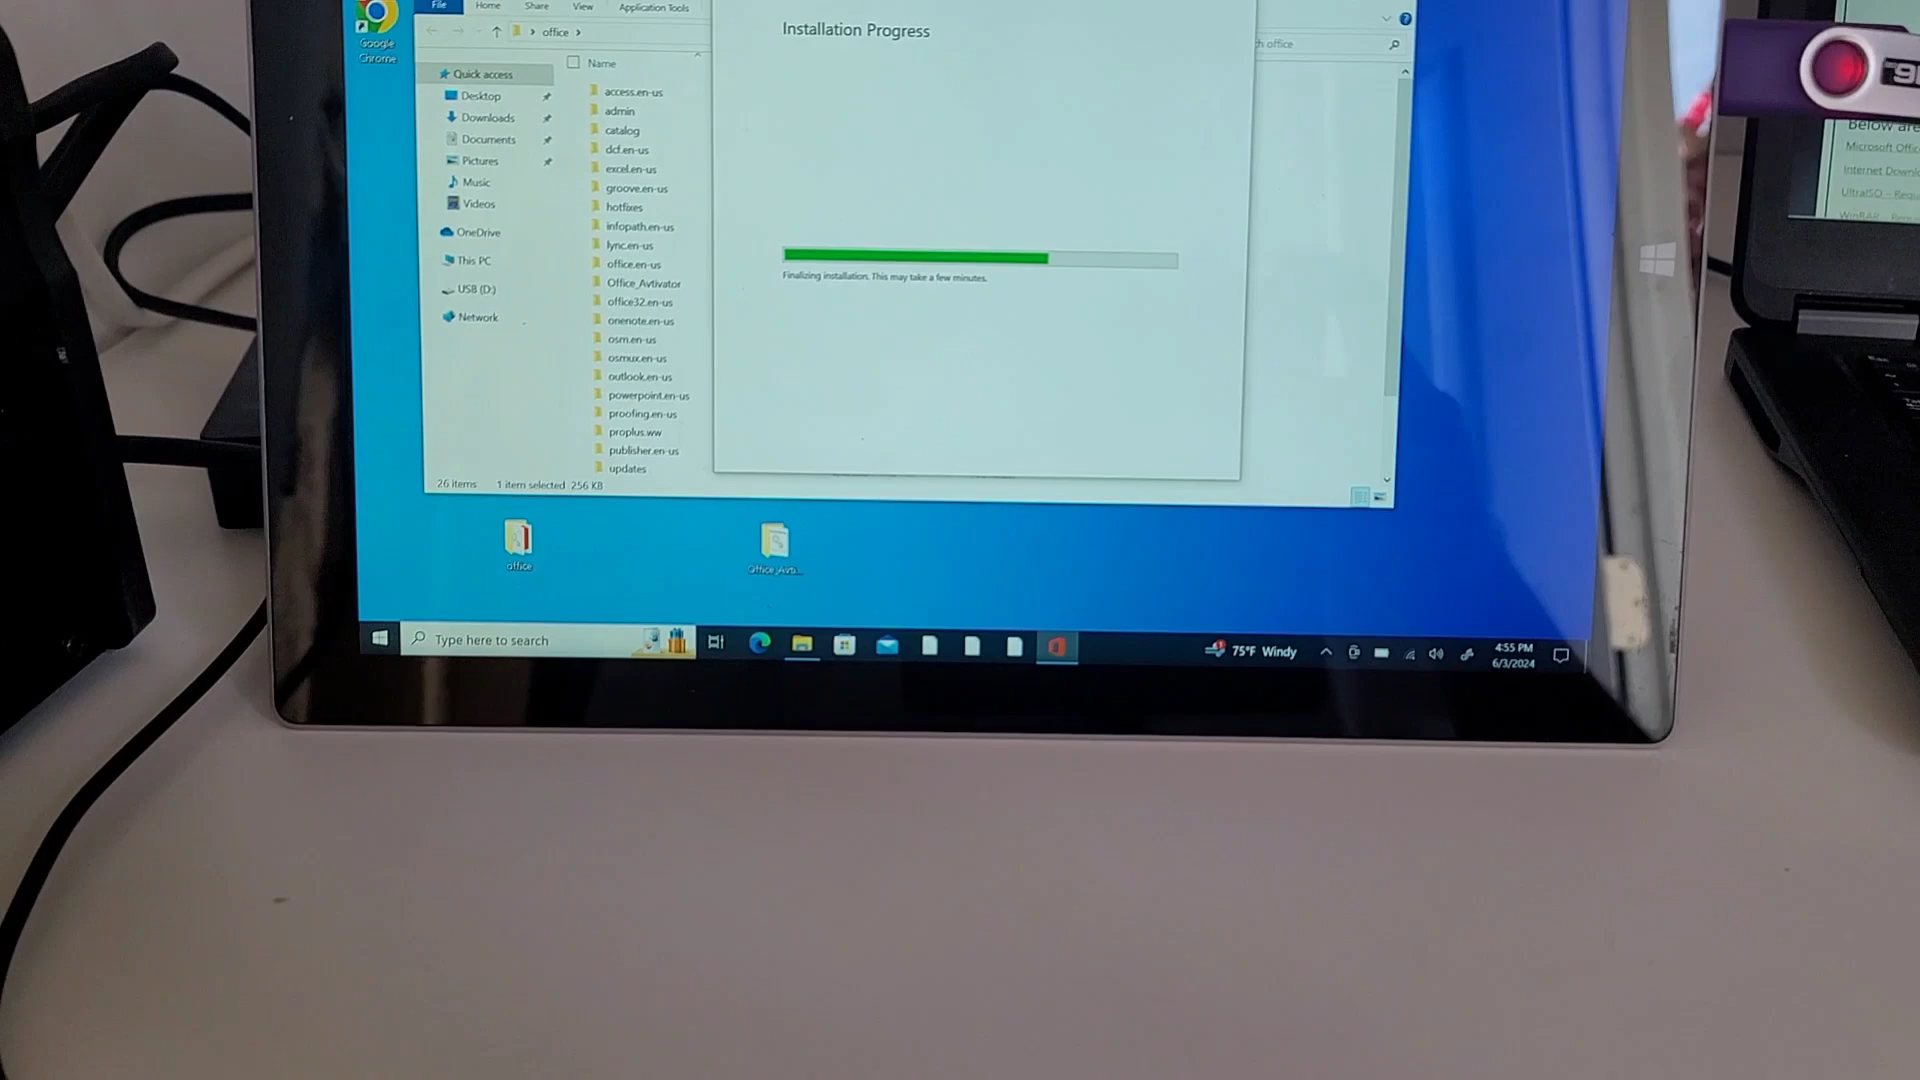 File Home Share View Application Tools
Installation Progress
Google
Chrome
office
office
Quick access
Name
Desktop
Downloads
Documents
Pictures
Music
Videos
OneDrive
This PC
USB (D:)
Network
access.en-us
admin
catalog
dcf.en-us
excel.en-us
groove.en-us
hotfixes
infopath.en-us
lync.en-us
office.en-us
Office_Avtivator
office32.en-us
onenote.en-us
osm.en-us
osmux.en-us
outlook.en-us
powerpoint.en-us
proofing.en-us
proplus.ww
publisher.en-us
updates
Finalizing installation. This may take a few minutes.
26 items 1 item selected 256 KB
office
Office_Avti...
Type here to search
75°F Windy
4:55 PM
6/3/2024
Below are
Microsoft Offic
Internet Downl
UltraISO – Requ
WinRAR – Requ